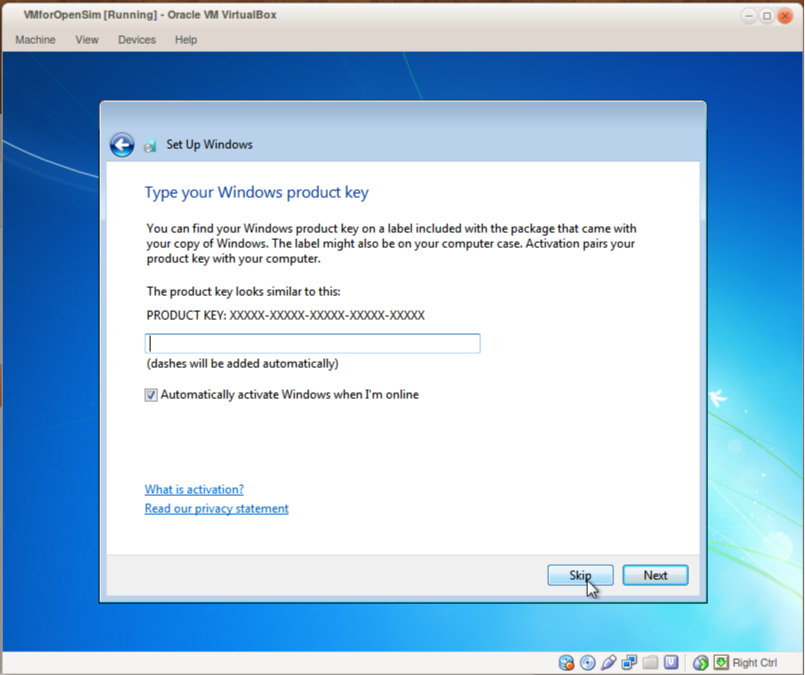 VMforOpenSim [Running] - Oracle VM VirtualBox
Machine View Devices Help
Set Up Windows
Type your Windows product key
You can find your Windows product key on a label included with the package that came with
your copy of Windows. The label might also be on your computer case. Activation pairs your
product key with your computer.
The product key looks similar to this:
PRODUCT KEY: XXXXX-XXXXX-XXXXX-XXXXX-XXXXX
(dashes will be added automatically)
Automatically activate Windows when I'm online
What is activation?
Read our privacy statement
Skip Next
Right Ctrl